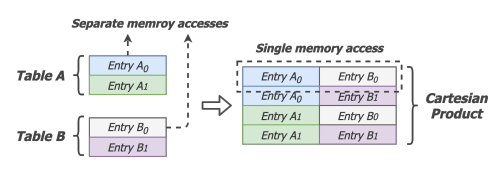 Separate memroy accesses
Table A
Entry A0
Entry A1
Table B
Entry B0
Entry B1
Single memory access
Entry A0 Entry B0
Entry A0 Entry B1
Entry A1 Entry B0
Entry A1 Entry B1
Cartesian
Product